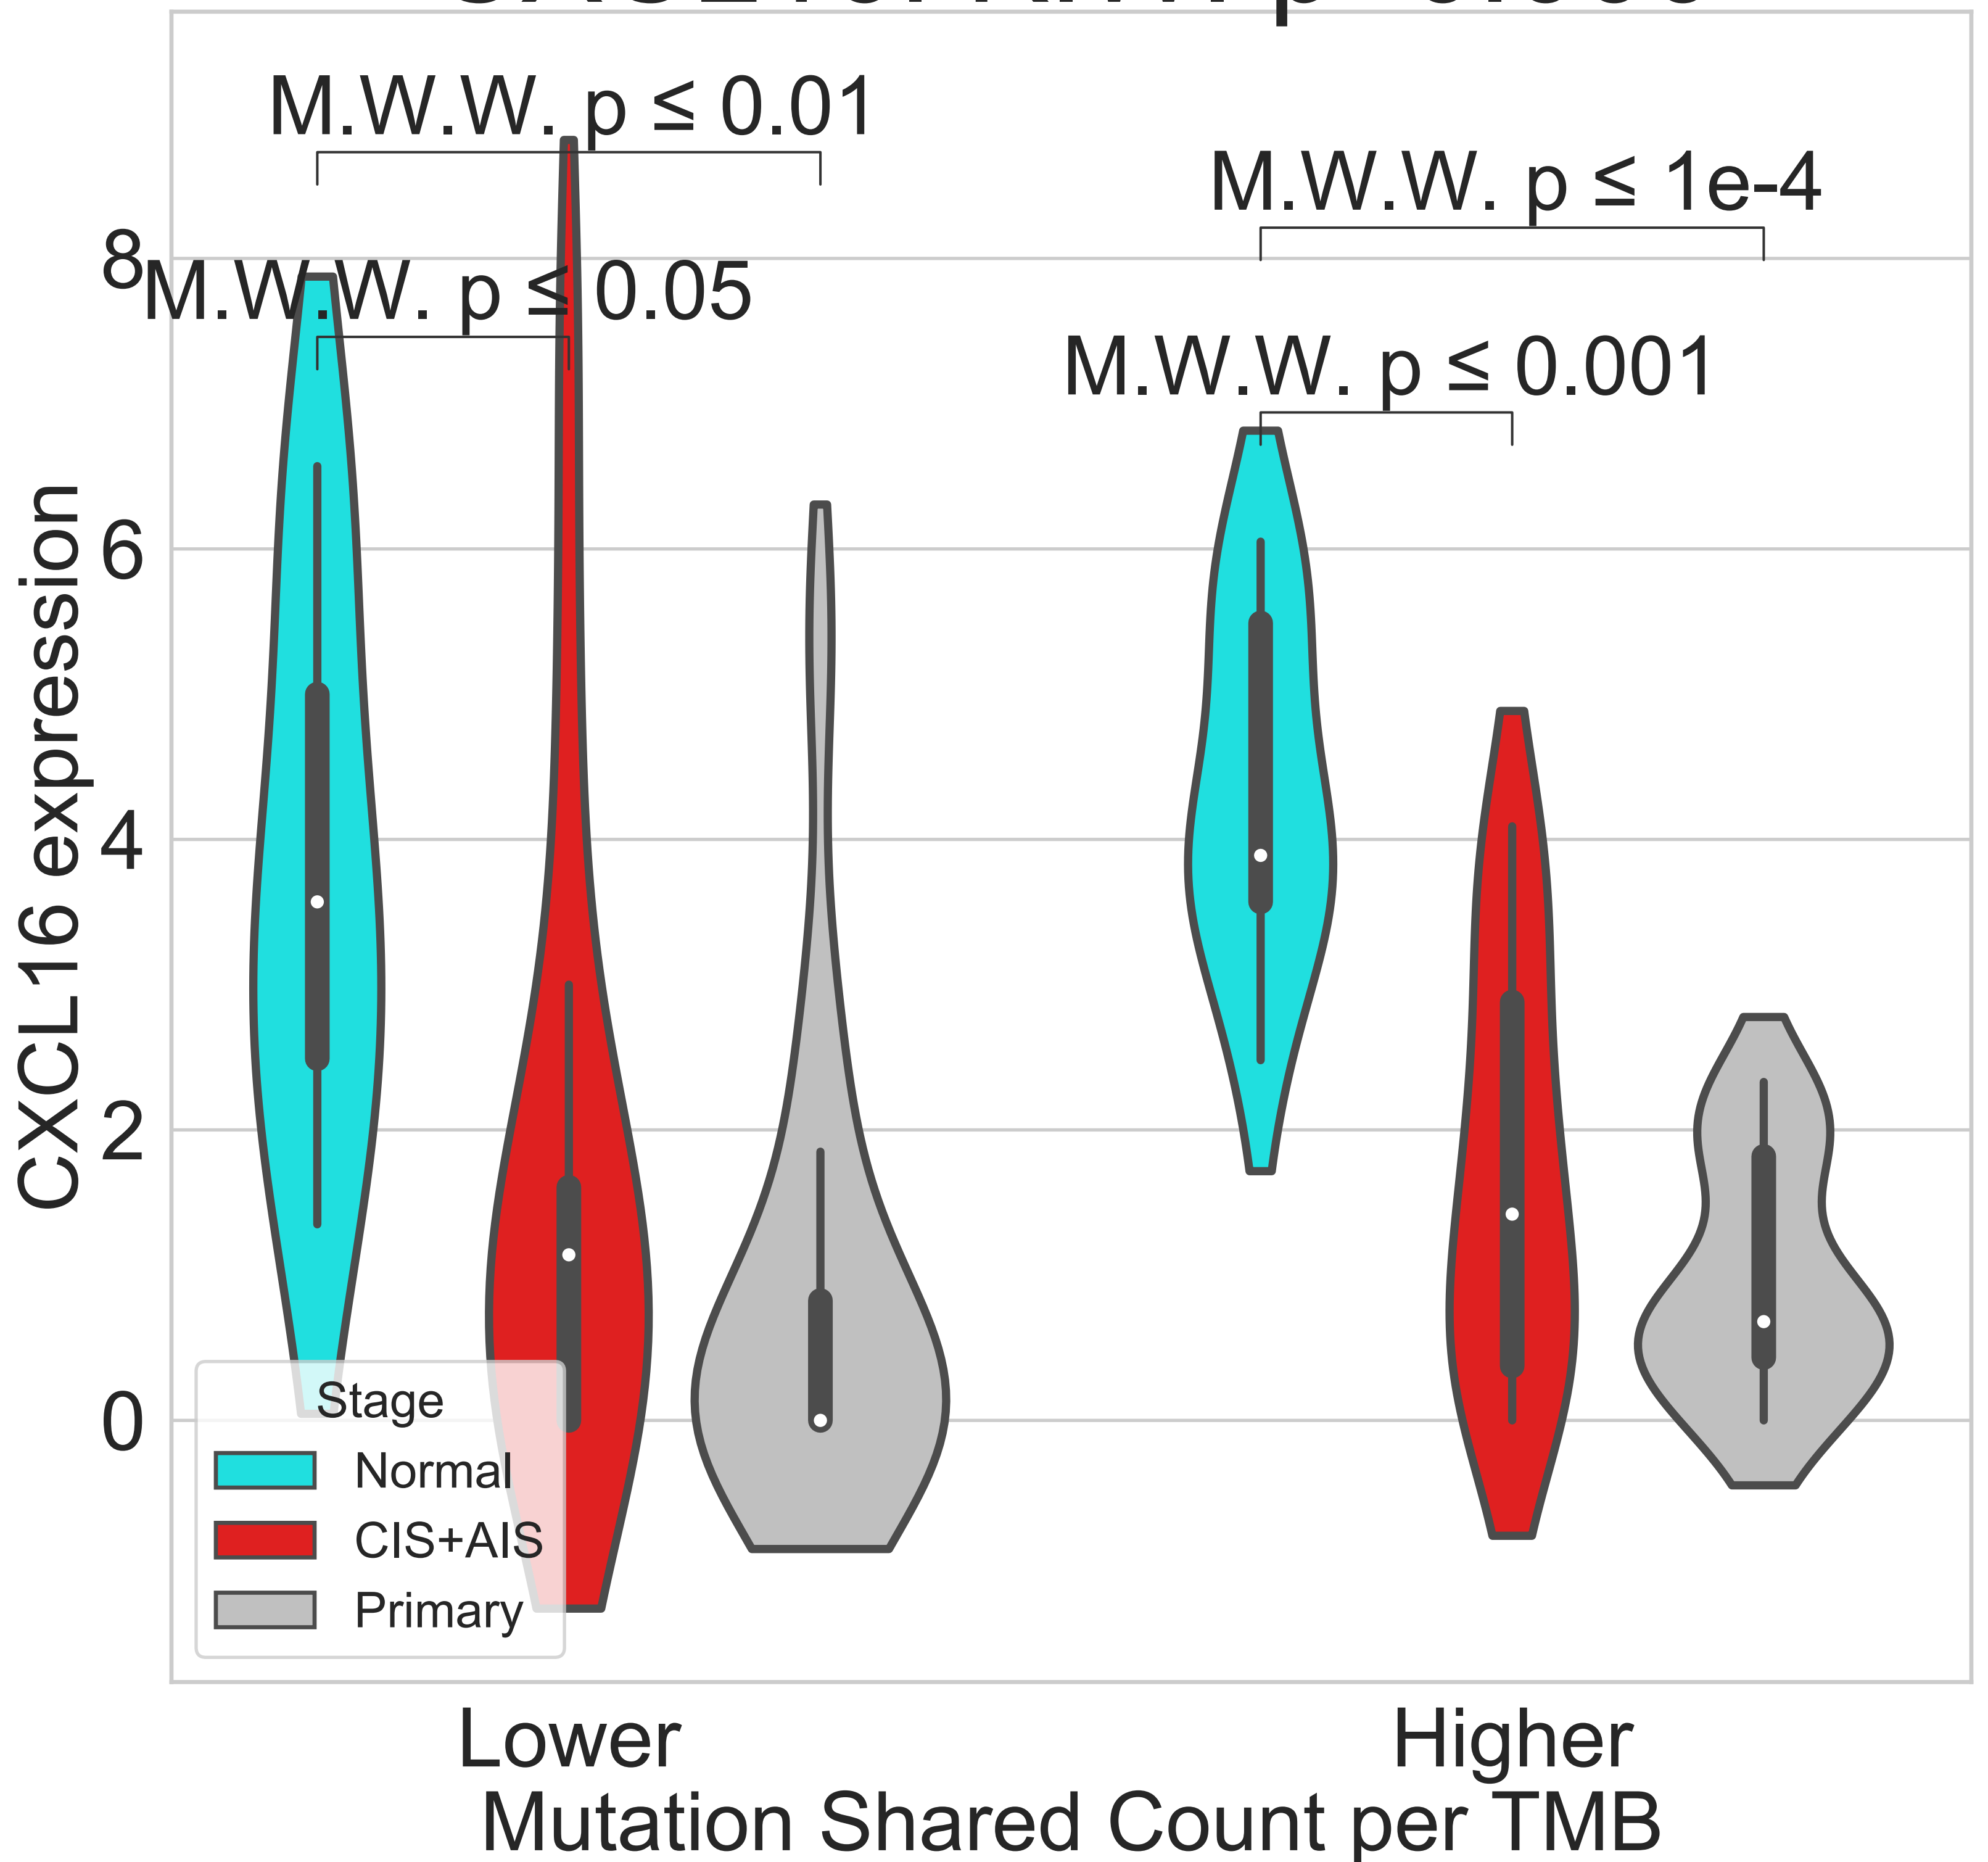 M.W.W. p ≤ 0.01
M.W.W. p ≤ 1e-4
M.W.W. p ≤ 0.05
M.W.W. p ≤ 0.001
CXCL16 expression
8
6
4
2
0
Stage
Normal
CIS+AIS
Primary
Lower
Higher
Mutation Shared Count per TMB